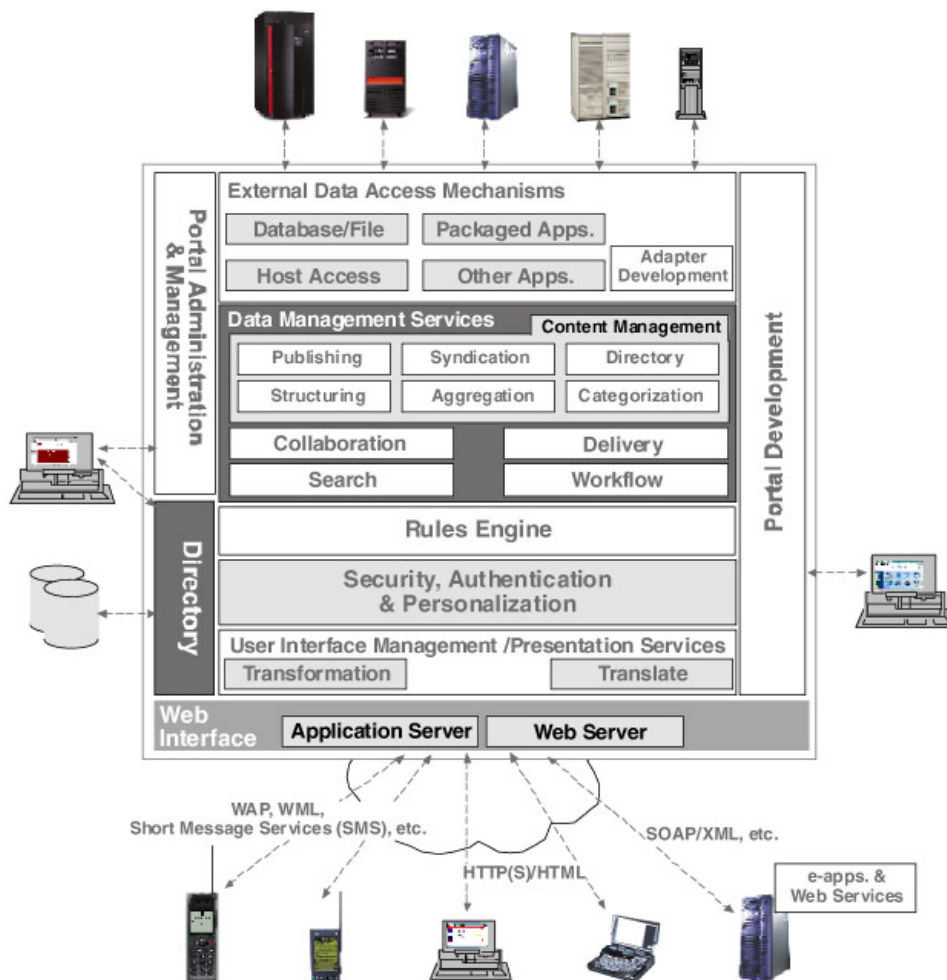 External Data Access Mechanisms
Portal Administration
& Management
Database/File
Packaged Apps.
Host Access
Other Apps.
Adapter
Development
Data Management Services
Content Management
Publishing
Syndication
Directory
Structuring
Aggregation
Categorization
Collaboration
Delivery
Search
Workflow
Portal Development
Directory
Rules Engine
Security, Authentication
& Personalization
User Interface Management /Presentation Services
Transformation
Translate
Web
Interface
Application Server
Web Server
WAP, WML,
Short Message Services (SMS), etc.
HTTP(S)/HTML
SOAP/XML, etc.
e-apps. &
Web Services